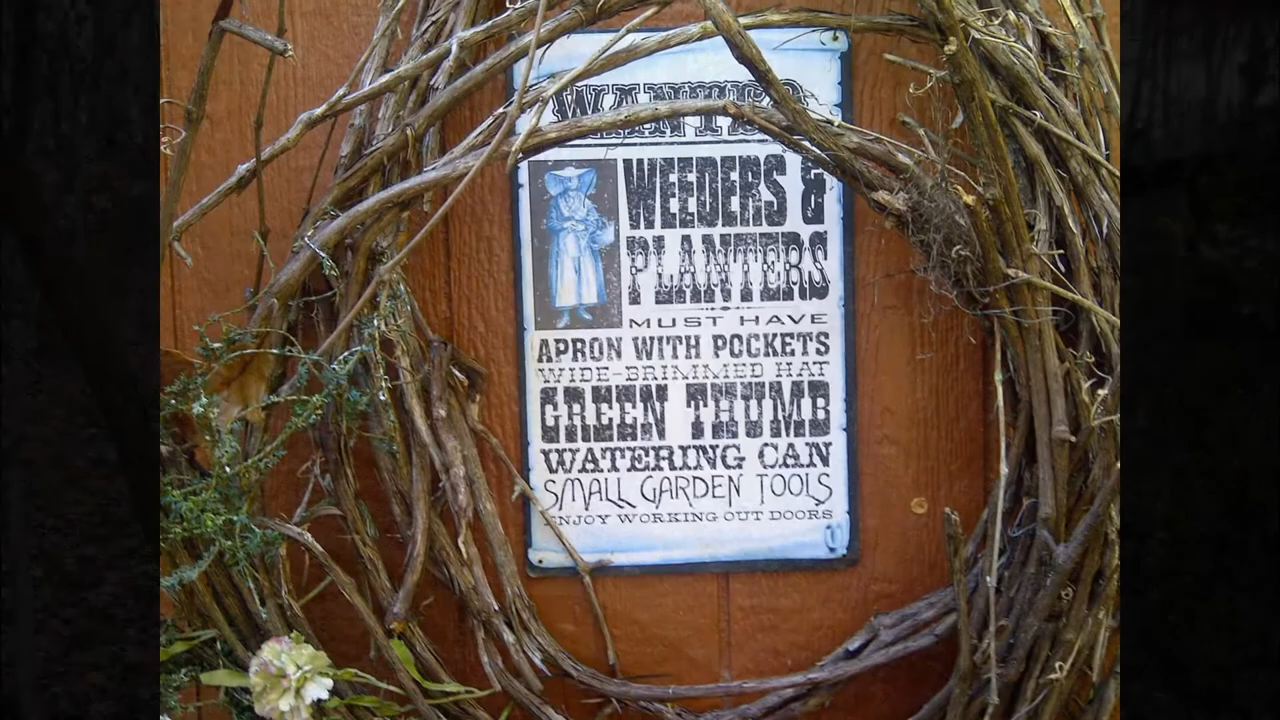 WANTED
WEEDERS &
PLANTERS
MUST HAVE
APRON WITH POCKETS
WIDE-BRIMMED HAT
GREEN THUMB
WATERING CAN
SMALL GARDEN TOOLS
ENJOY WORKING OUT DOORS